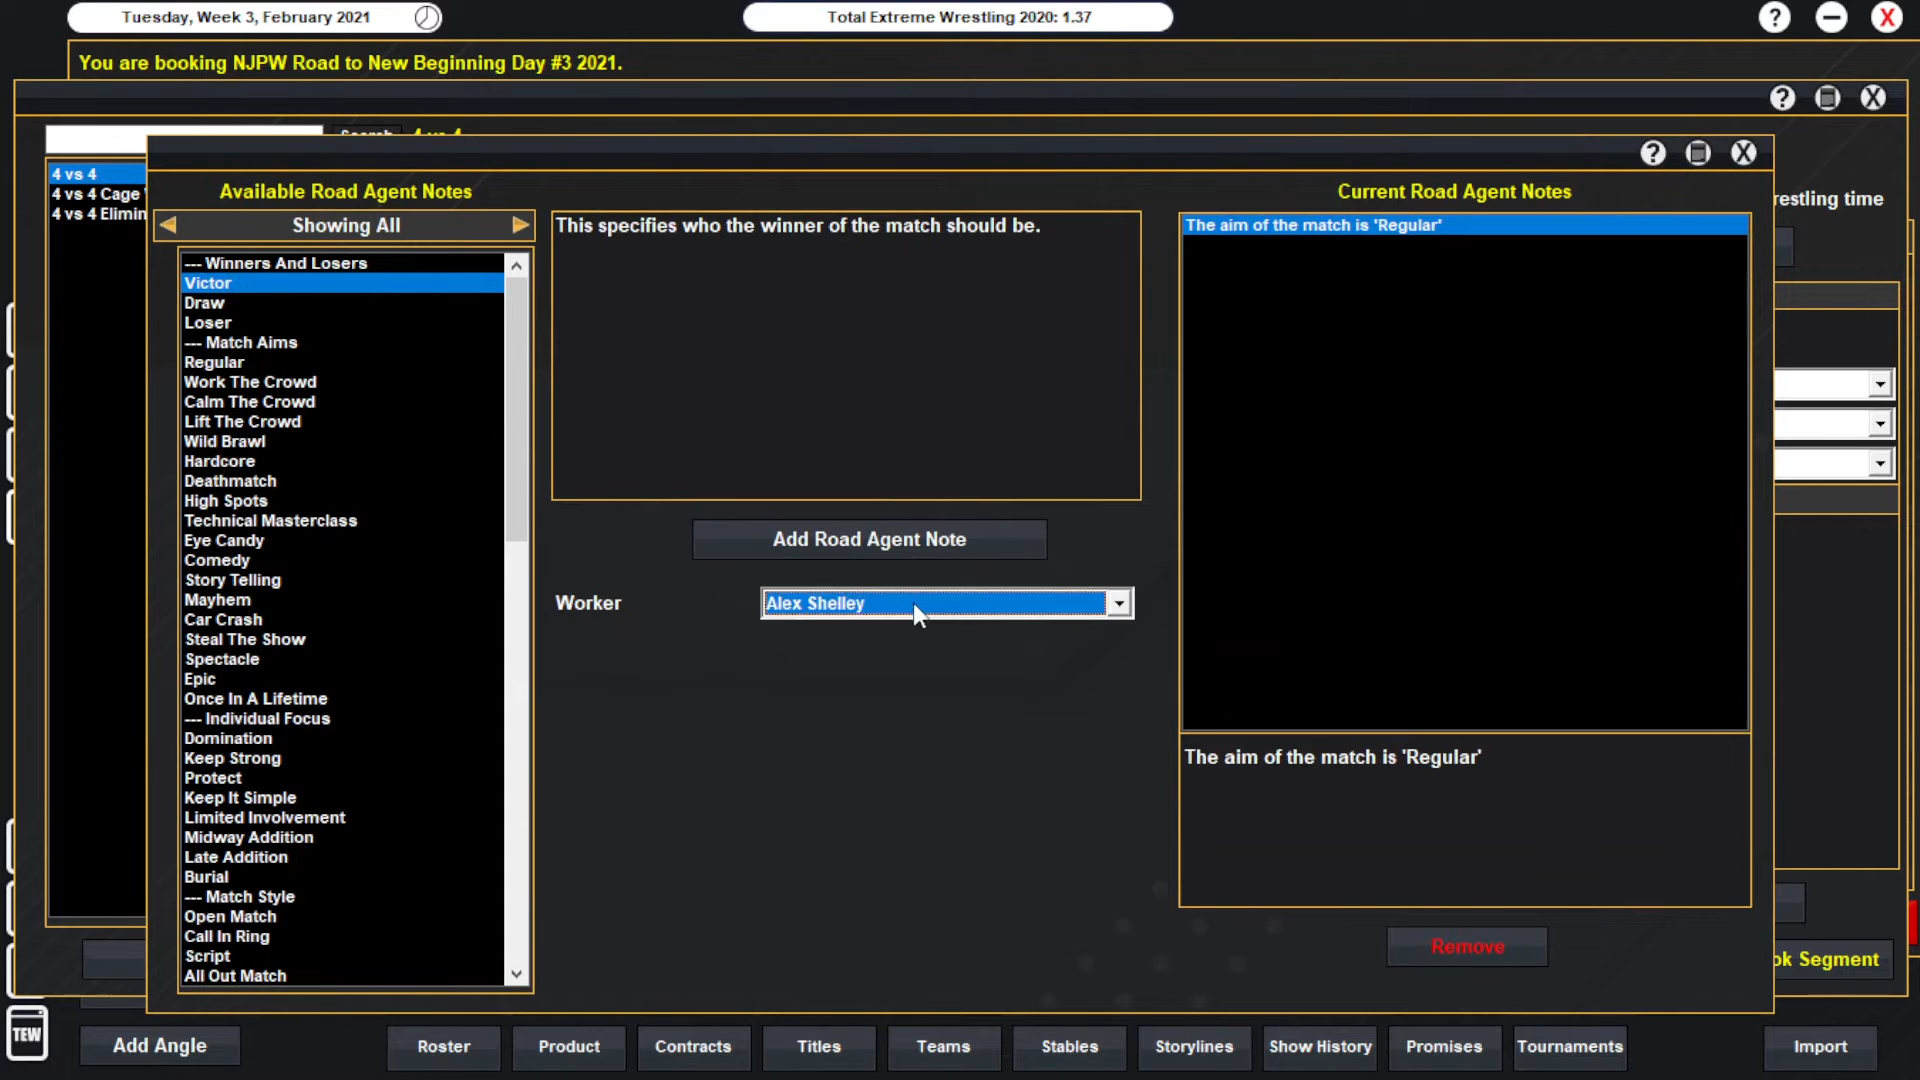 Tuesday, Week 3, February 2021
Total Extreme Wrestling 2020: 1.37
? X
You are booking NJPW Road to New Beginning Day #3 2021.
? X
Search 4 vs 4
? X
4 vs 4
4 vs 4 Cage
4 vs 4 Elimin
Available Road Agent Notes
Showing All
--- Winners And Losers
Victor
Draw
Loser
--- Match Aims
Regular
Work The Crowd
Calm The Crowd
Lift The Crowd
Wild Brawl
Hardcore
Deathmatch
High Spots
Technical Masterclass
Eye Candy
Comedy
Story Telling
Mayhem
Car Crash
Steal The Show
Spectacle
Epic
Once In A Lifetime
--- Individual Focus
Domination
Keep Strong
Protect
Keep It Simple
Limited Involvement
Midway Addition
Late Addition
Burial
--- Match Style
Open Match
Call In Ring
Script
All Out Match
This specifies who the winner of the match should be.
Add Road Agent Note
Worker
Alex Shelley
Current Road Agent Notes
The aim of the match is 'Regular'
The aim of the match is 'Regular'
Remove
restling time
ok Segment
TEW
Add Angle
Roster
Product
Contracts
Titles
Teams
Stables
Storylines
Show History
Promises
Tournaments
Import